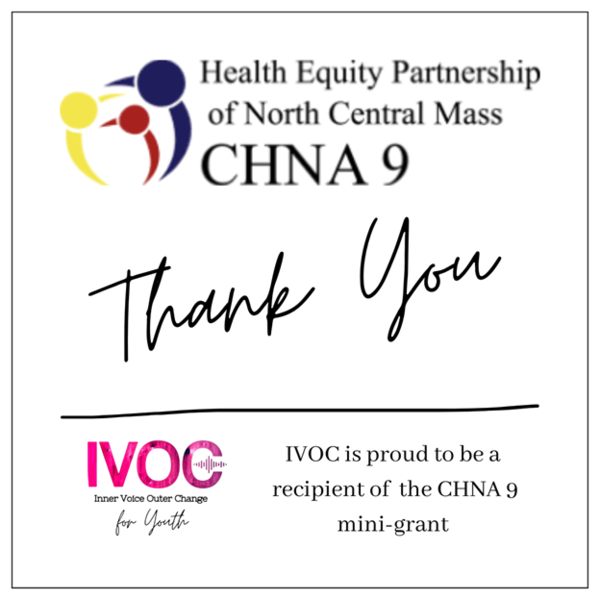 Health Equity Partnership
of North Central Mass
CHNA 9
Thank You
IVOC
Inner Voice Outer Change
for Youth
IVOC is proud to be a
recipient of the CHNA 9
mini-grant